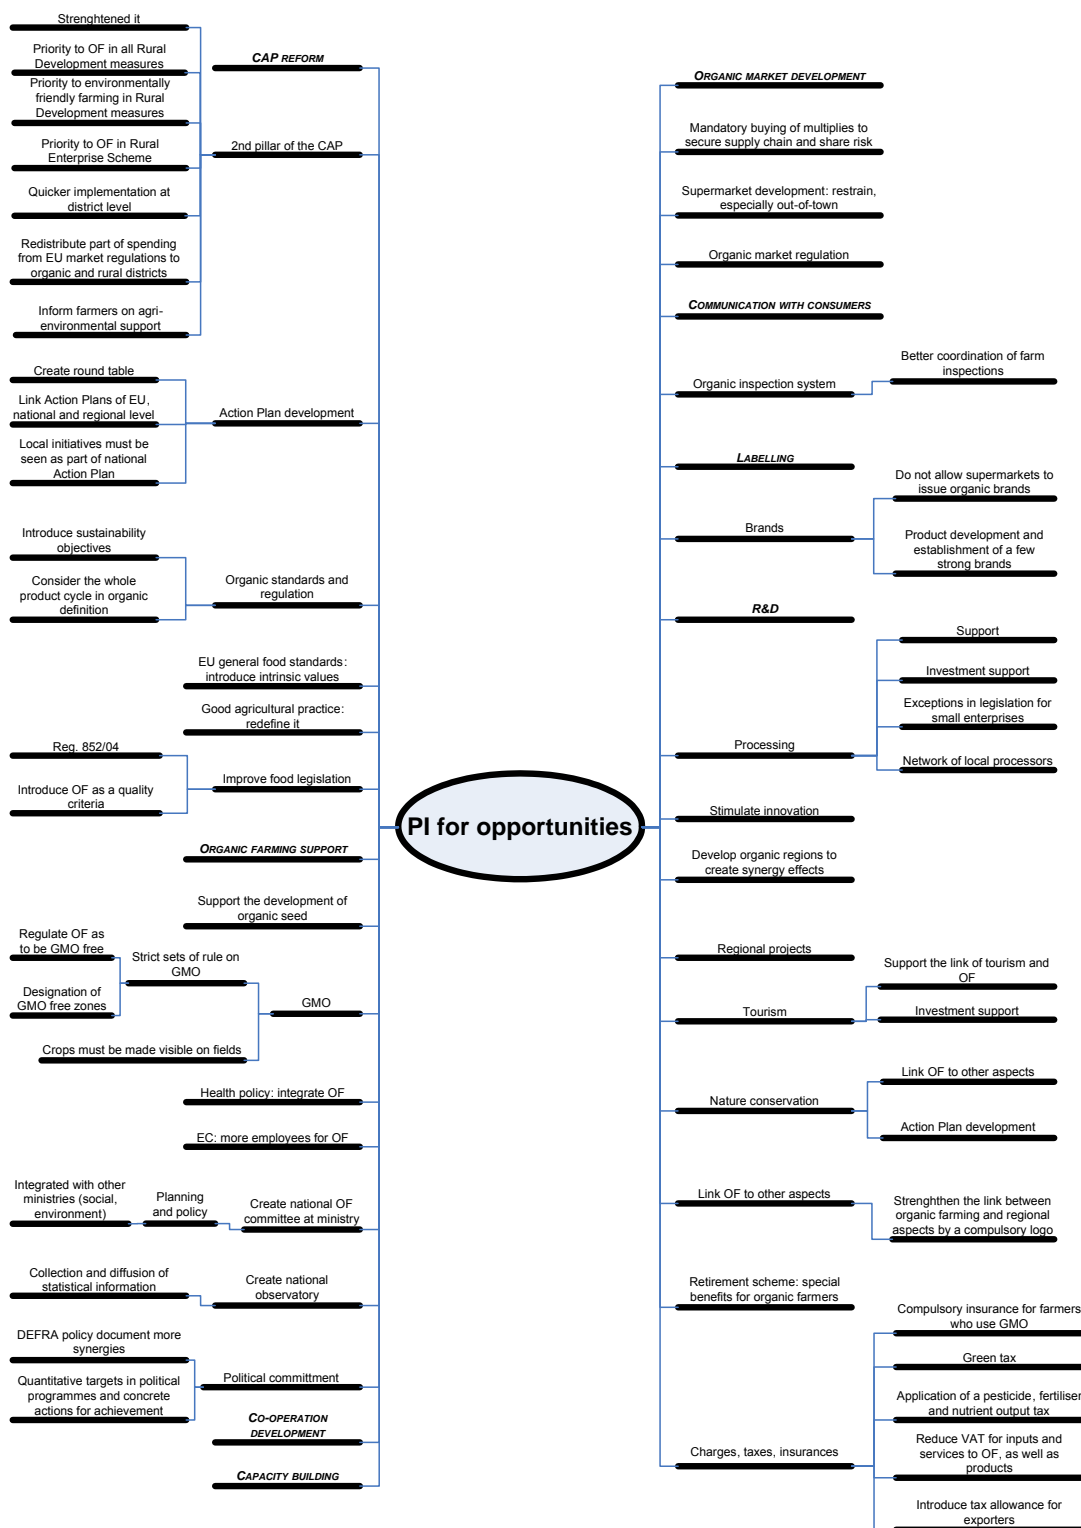 Strenghtened it
Priority to OF in all Rural
Development measures
Priority to environmentally
friendly farming in Rural
Development measures
Priority to OF in Rural
Enterprise Scheme
Quicker implementation at
district level
Redistribute part of spending
from EU market regulations to
organic and rural districts
Inform farmers on agri-
environmental support
CAP REFORM
2nd pillar of the CAP
Create round table
Link Action Plans of EU,
national and regional level
Local initiatives must be
seen as part of national
Action Plan
Action Plan development
Introduce sustainability
objectives
Consider the whole
product cycle in organic
definition
Organic standards and
regulation
EU general food standards:
introduce intrinsic values
Good agricultural practice:
redefine it
Reg. 852/04
Introduce OF as a quality
criteria
Improve food legislation
ORGANIC FARMING SUPPORT
Support the development of
organic seed
Regulate OF as
to be GMO free
Designation of
GMO free zones
Strict sets of rule on
GMO
Crops must be made visible on fields
GMO
Health policy: integrate OF
EC: more employees for OF
Integrated with other
ministries (social,
environment)
Planning
and policy
Create national OF
committee at ministry
Collection and diffusion of
statistical information
Create national
observatory
DEFRA policy document more
synergies
Quantitative targets in political
programmes and concrete
actions for achievement
Political committment
CO-OPERATION
DEVELOPMENT
CAPACITY BUILDING
PI for opportunities
ORGANIC MARKET DEVELOPMENT
Mandatory buying of multiplies to
secure supply chain and share risk
Supermarket development: restrain,
especially out-of-town
Organic market regulation
COMMUNICATION WITH CONSUMERS
Organic inspection system
Better coordination of farm
inspections
LABELLING
Brands
Do not allow supermarkets to
issue organic brands
Product development and
establishment of a few
strong brands
R&D
Processing
Support
Investment support
Exceptions in legislation for
small enterprises
Network of local processors
Stimulate innovation
Develop organic regions to
create synergy effects
Regional projects
Tourism
Support the link of tourism and
OF
Investment support
Nature conservation
Link OF to other aspects
Action Plan development
Link OF to other aspects
Strenghthen the link between
organic farming and regional
aspects by a compulsory logo
Retirement scheme: special
benefits for organic farmers
Charges, taxes, insurances
Compulsory insurance for farmers
who use GMO
Green tax
Application of a pesticide, fertiliser
and nutrient output tax
Reduce VAT for inputs and
services to OF, as well as
products
Introduce tax allowance for
exporters